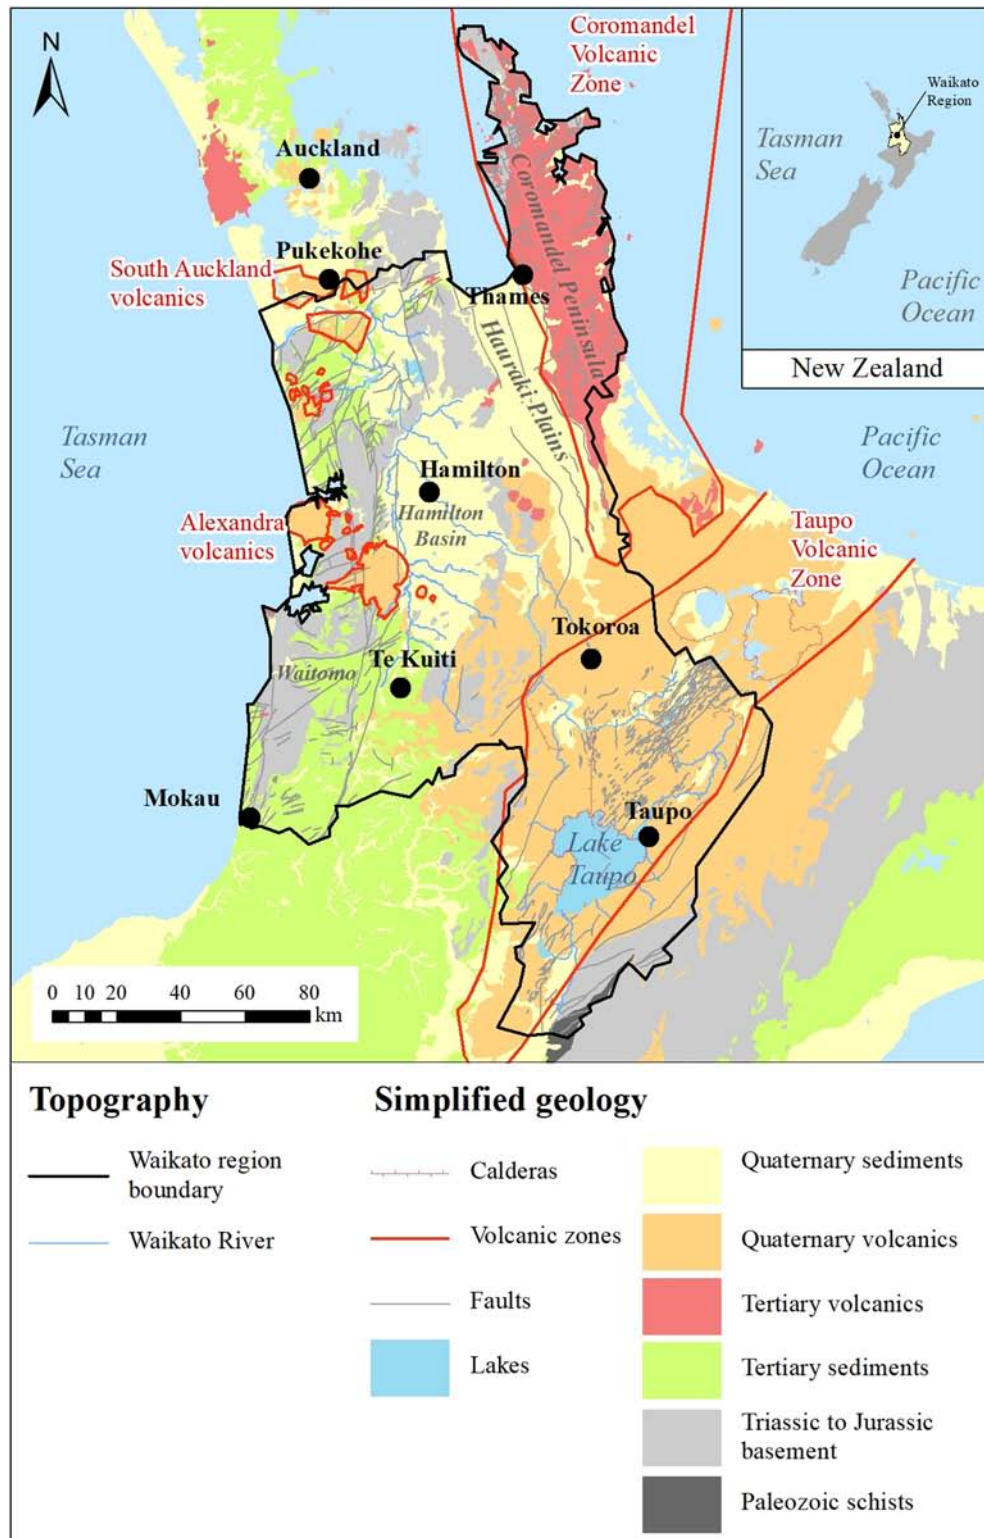 N
Coromandel
Volcanic
Zone
Waikato
Region
Tasman
Sea
Pacific
Ocean
New Zealand
Auckland
Pukekohe
South Auckland
volcanics
Thames
Coromandel Peninsula
Hauraki Plains
Tasman
Sea
Pacific
Ocean
Hamilton
Hamilton
Basin
Alexandra
volcanics
Taupo
Volcanic
Zone
Tokoroa
Te Kuiti
Waitomo
Mokau
Taupo
Lake
Taupo
0 10 20 40 60 80
km
Topography
Waikato region
boundary
Waikato River
Simplified geology
Calderas
Volcanic zones
Faults
Lakes
Quaternary sediments
Quaternary volcanics
Tertiary volcanics
Tertiary sediments
Triassic to Jurassic
basement
Paleozoic schists